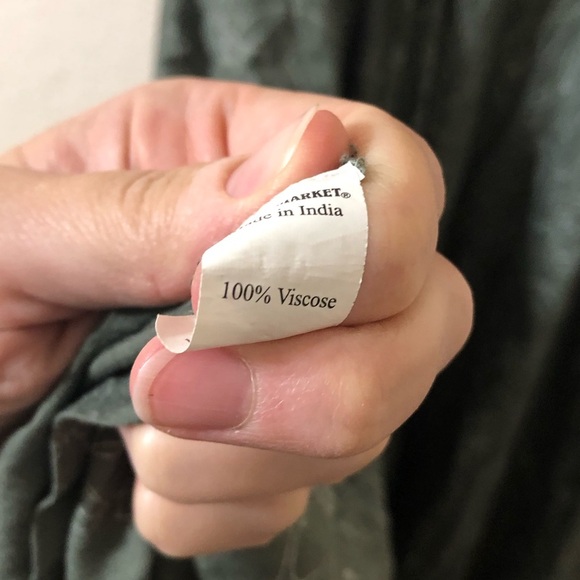 MARKET®
in India
100% Viscose